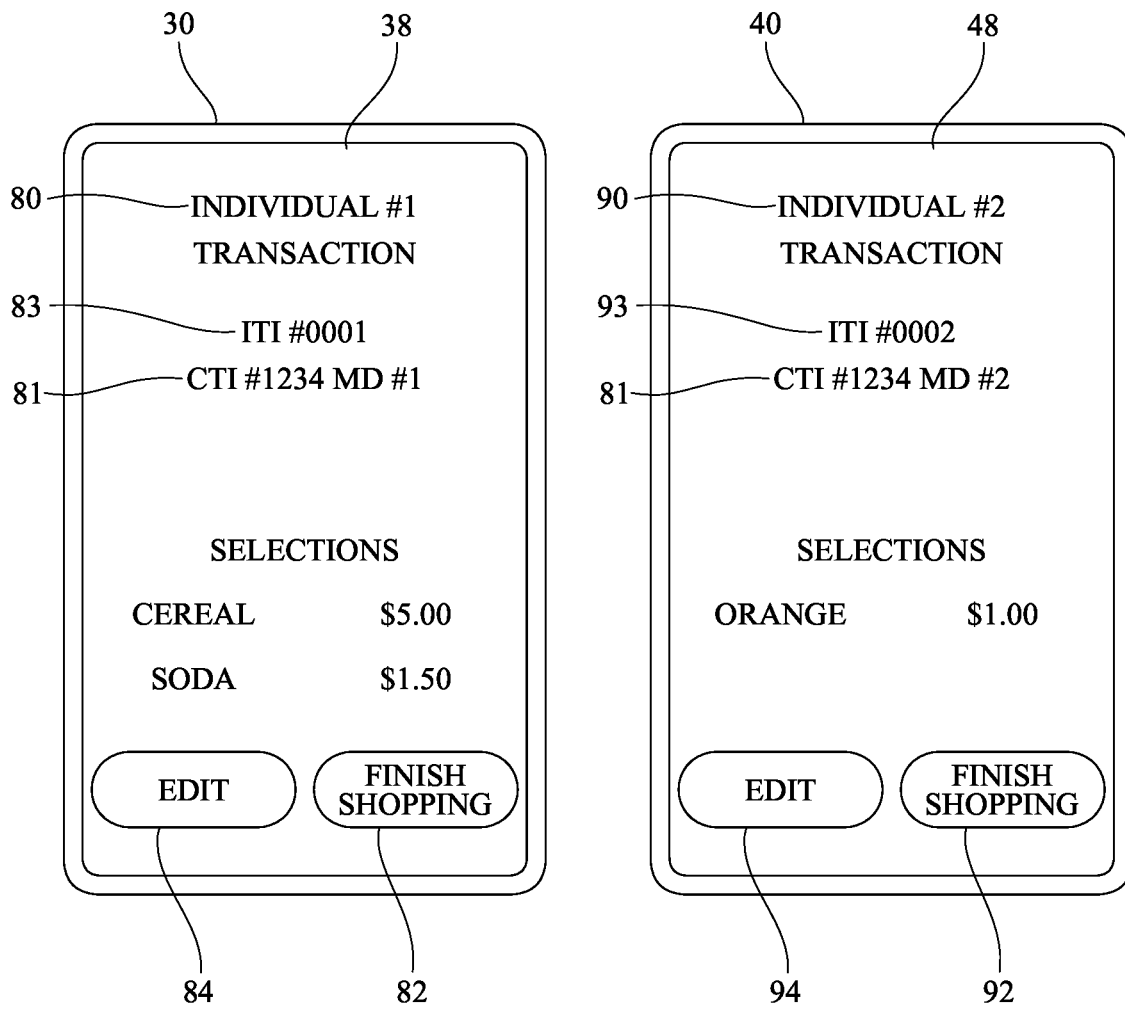 30
38
40
48
80
INDIVIDUAL #1
TRANSACTION
83
ITI #0001
81
CTI #1234 MD #1
SELECTIONS
CEREAL $5.00
SODA $1.50
EDIT
FINISH
SHOPPING
84
82
90
INDIVIDUAL #2
TRANSACTION
93
ITI #0002
81
CTI #1234 MD #2
SELECTIONS
ORANGE $1.00
EDIT
FINISH
SHOPPING
94
92